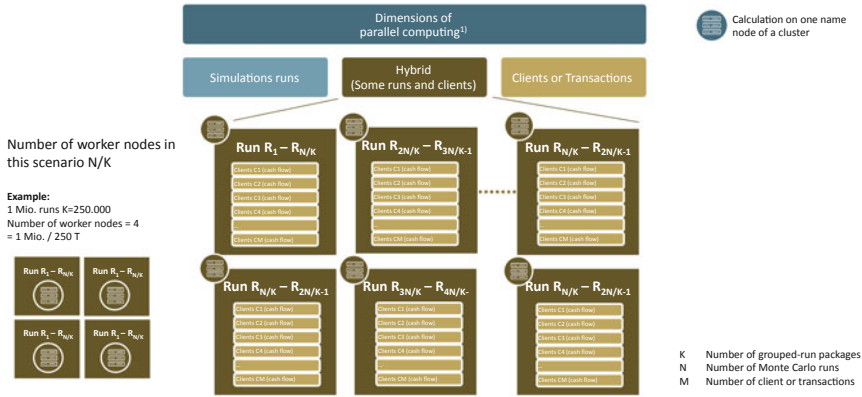 Dimensions of
parallel computing1)
Calculation on one name
node of a cluster
Simulations runs
Hybrid
(Some runs and clients)
Clients or Transactions
Number of worker nodes in
this scenario N/K
Example:
1 Mio. runs K=250.000
Number of worker nodes = 4
= 1 Mio. / 250 T
Run R1 – RN/K
Run R1 – RN/K
Run R1 – RN/K
Run R1 – RN/K
Run R1 – RN/K
Clients C1 (cash flow)
Clients C2 (cash flow)
Clients C3 (cash flow)
Clients C4 (cash flow)
...
Clients CM (cash flow)
Run R2N/K – R3N/K-1
Clients C1 (cash flow)
Clients C2 (cash flow)
Clients C3 (cash flow)
Clients C4 (cash flow)
...
Clients CM (cash flow)
Run RN/K – R2N/K-1
Clients C1 (cash flow)
Clients C2 (cash flow)
Clients C3 (cash flow)
Clients C4 (cash flow)
...
Clients CM (cash flow)
Run RN/K – R2N/K-1
Clients C1 (cash flow)
Clients C2 (cash flow)
Clients C3 (cash flow)
Clients C4 (cash flow)
...
Clients CM (cash flow)
Run R3N/K – R4N/K-
Clients C1 (cash flow)
Clients C2 (cash flow)
Clients C3 (cash flow)
Clients C4 (cash flow)
...
Clients CM (cash flow)
Run RN/K – R2N/K-1
Clients C1 (cash flow)
Clients C2 (cash flow)
Clients C3 (cash flow)
Clients C4 (cash flow)
...
Clients CM (cash flow)
K Number of grouped-run packages
N Number of Monte Carlo runs
M Number of client or transactions